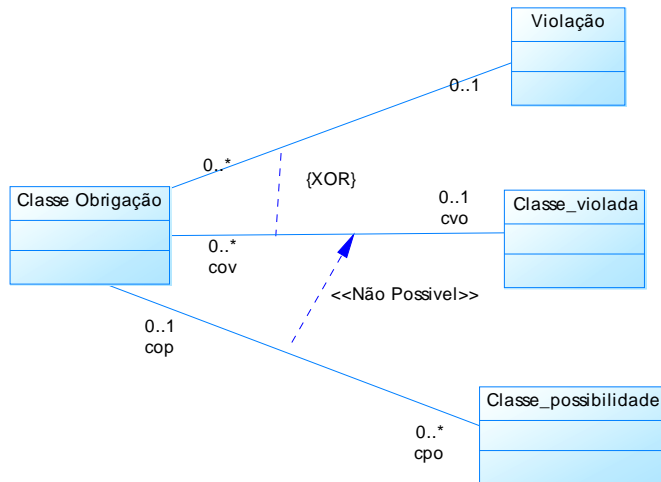 Violação
0..1
0..*
{XOR}
Classe Obrigação
0..1
cvo
Classe_violada
0..*
cov
<<Não Possivel>>
0..1
cop
Classe_possibilidade
0..*
cpo